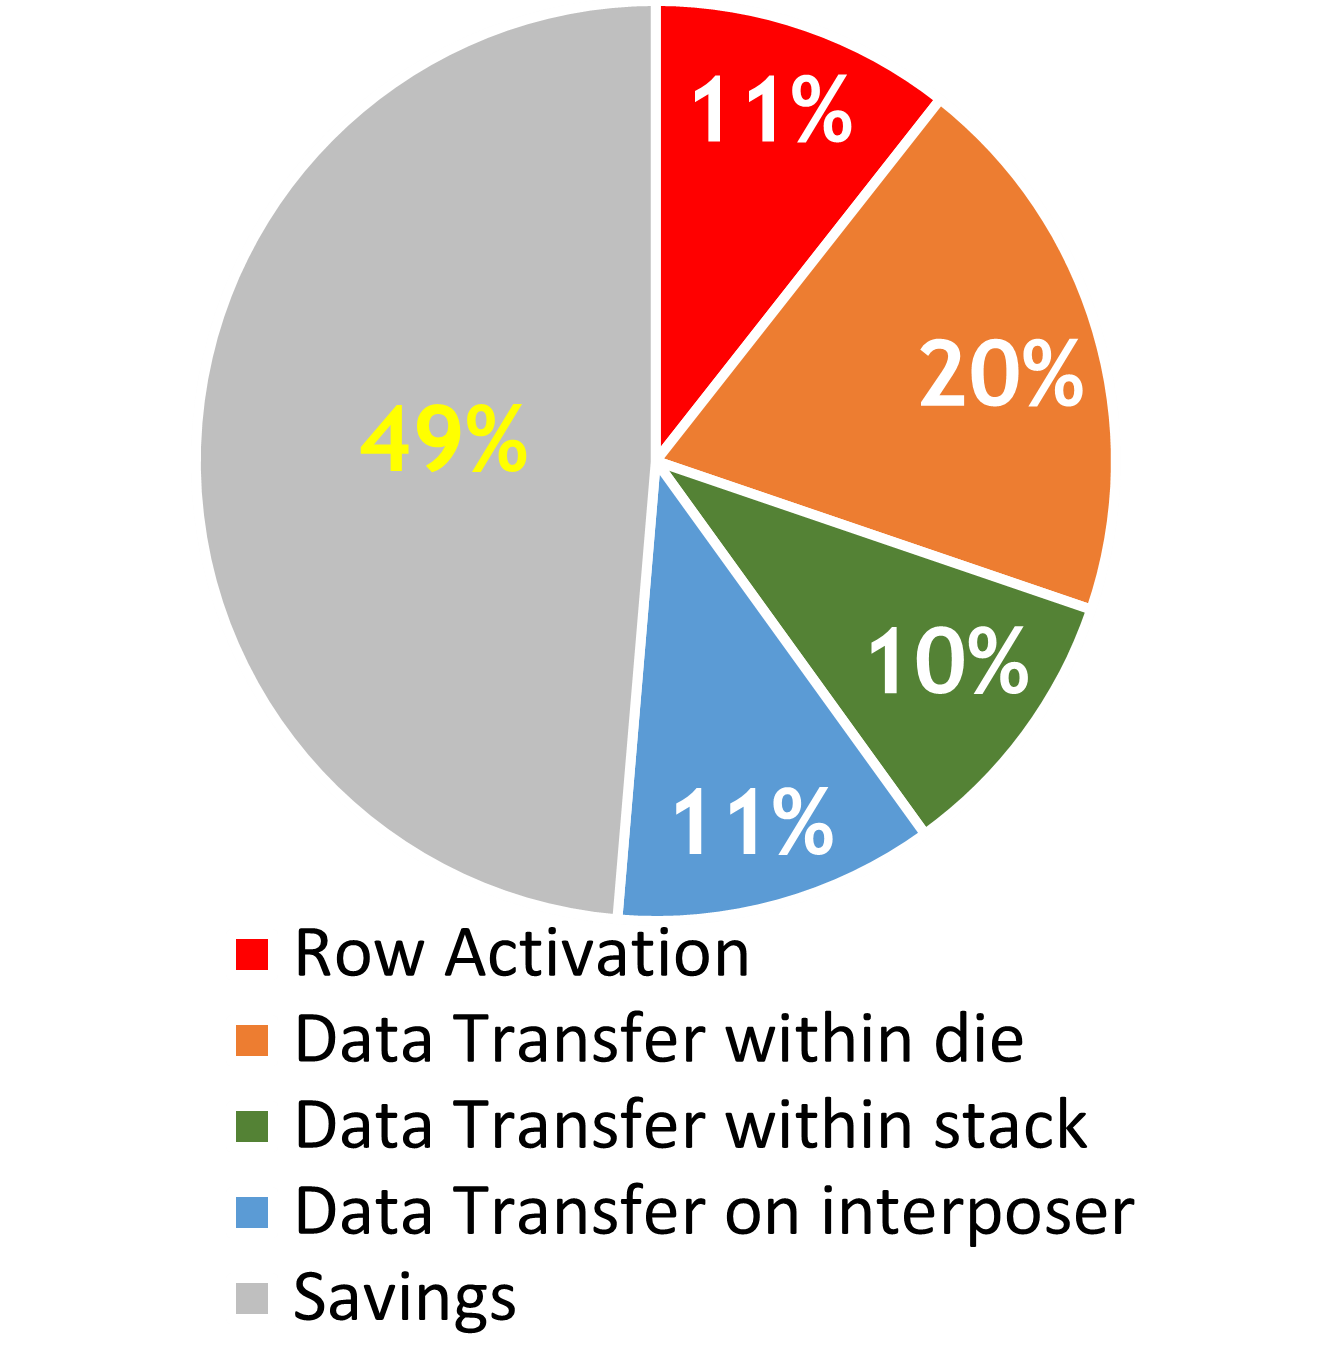 11%
20%
49%
10%
11%
Row Activation
Data Transfer within die
Data Transfer within stack
Data Transfer on interposer
Savings